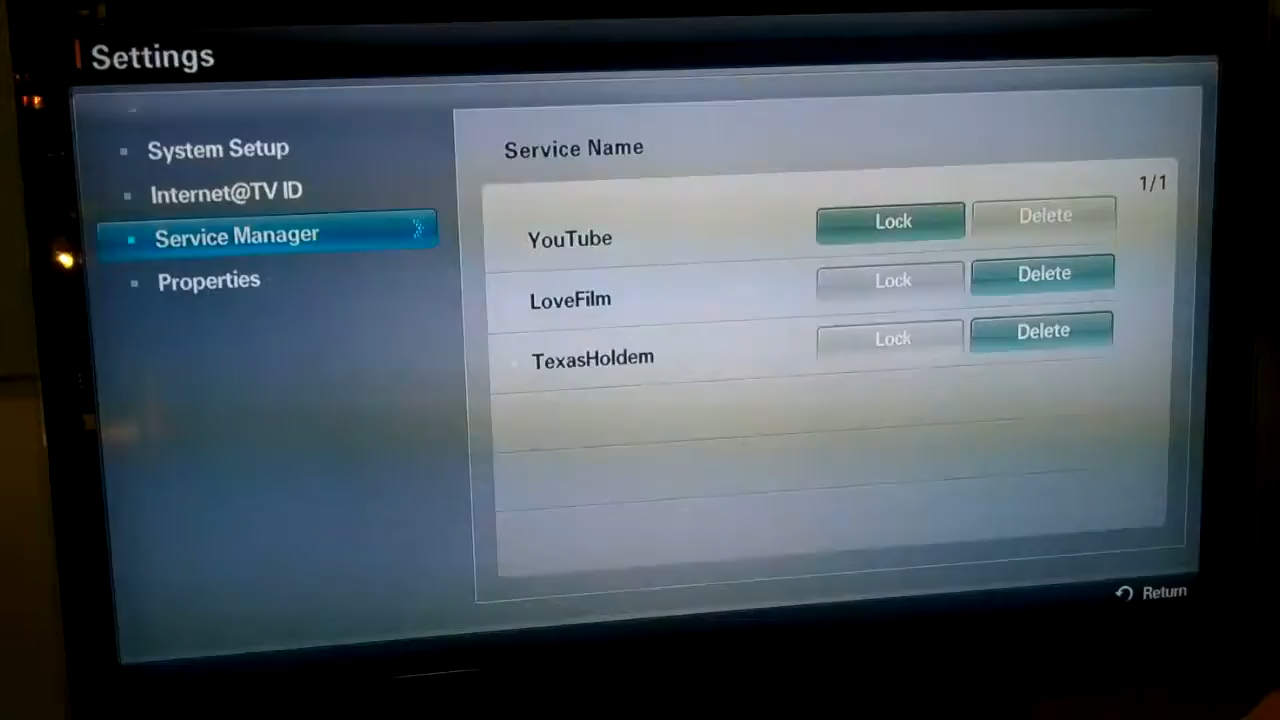 Settings
System Setup
Internet@TV ID
Service Manager
Properties
Service Name
1/1
YouTube Lock Delete
LoveFilm Lock Delete
TexasHoldem Lock Delete
Return